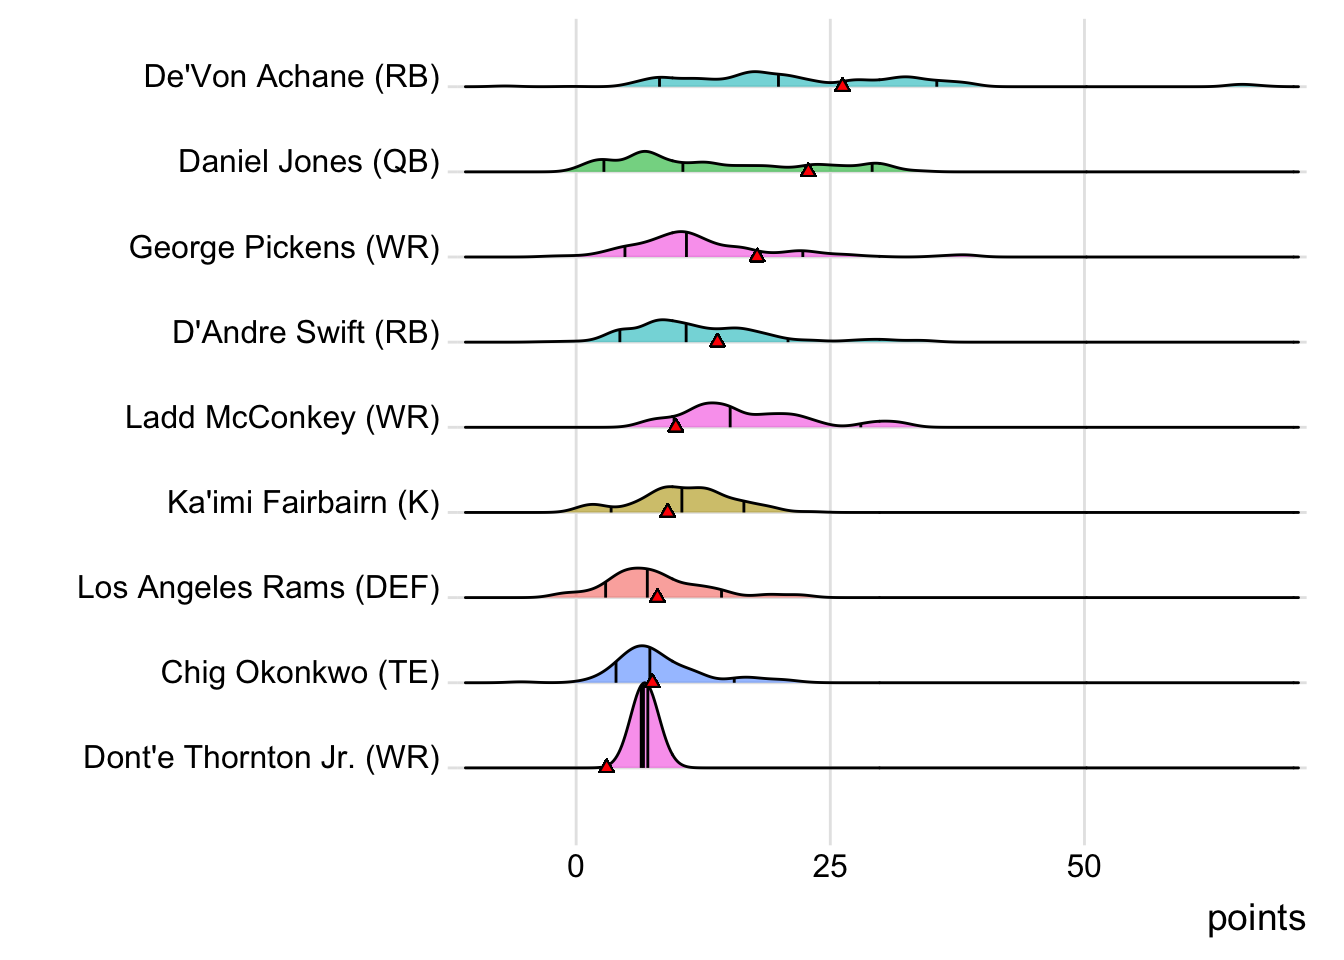 De'Von Achane (RB)
Daniel Jones (QB)
George Pickens (WR)
D'Andre Swift (RB)
Ladd McConkey (WR)
Ka'imi Fairbairn (K)
Los Angeles Rams (DEF)
Chig Okonkwo (TE)
Dont'e Thornton Jr. (WR)
0 25 50
points